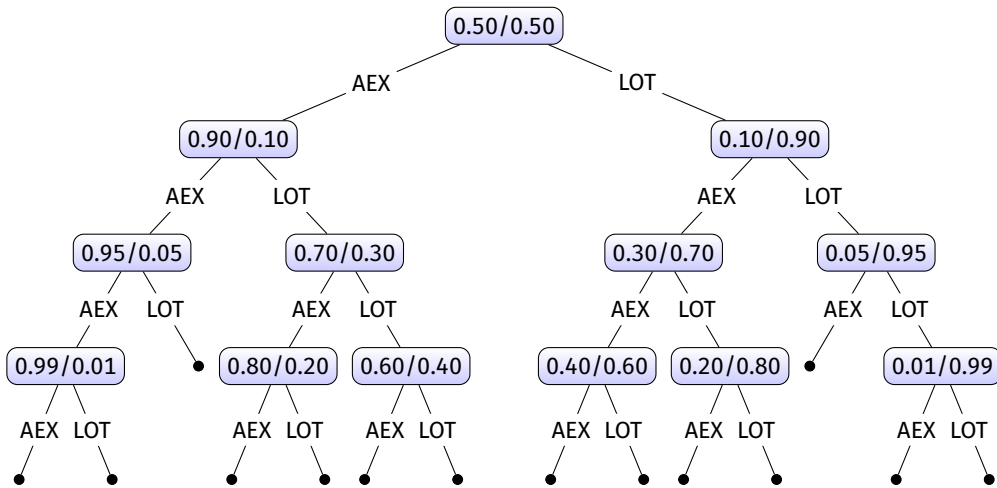 0.50/0.50
AEX LOT
0.90/0.10 0.10/0.90
AEX LOT AEX LOT
0.95/0.05 0.70/0.30 0.30/0.70 0.05/0.95
AEX LOT AEX LOT AEX LOT AEX LOT
0.99/0.01 0.80/0.20 0.60/0.40 0.40/0.60 0.20/0.80 0.01/0.99
AEX LOT AEX LOT AEX LOT AEX LOT AEX LOT AEX LOT